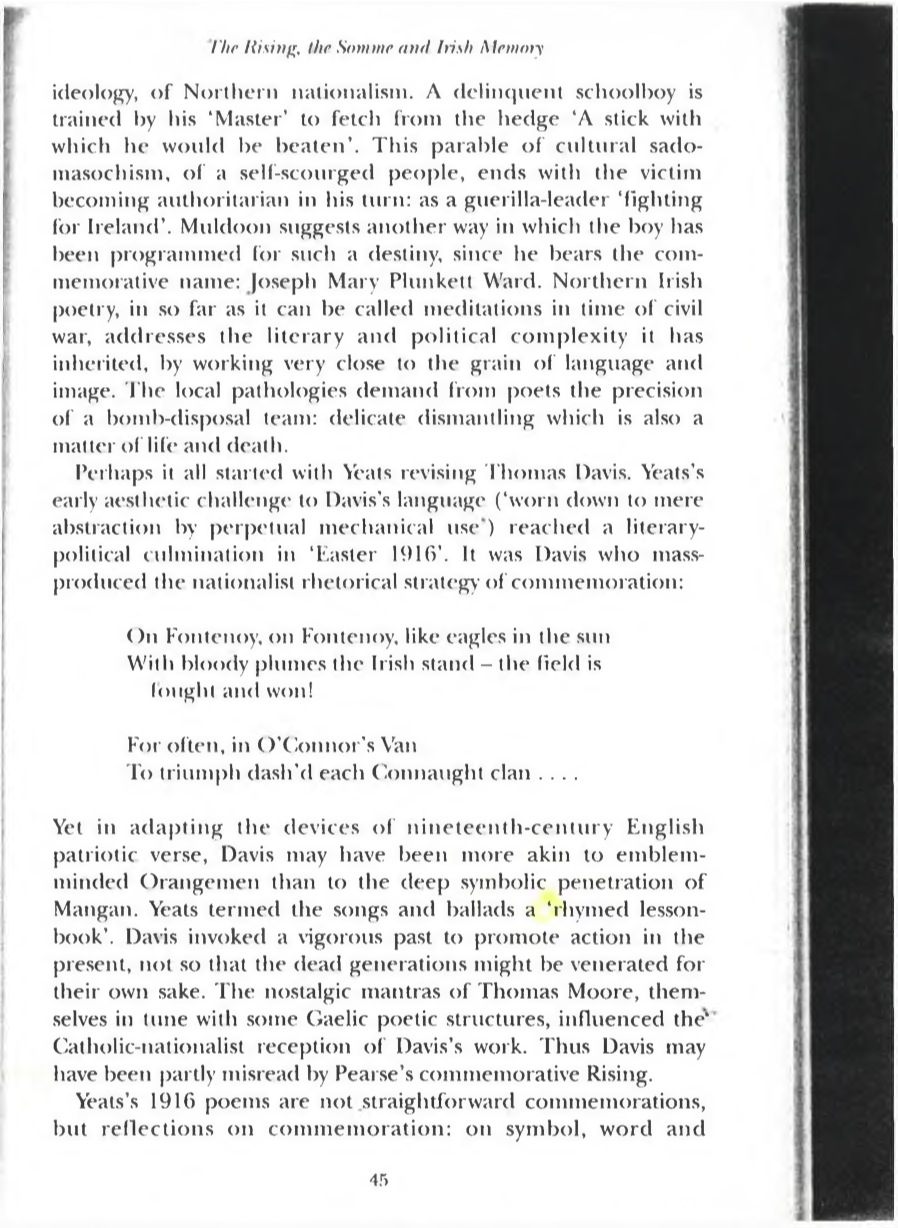 The Rising, the Somme and Irish Memory
ideology, of Northern nationalism. A delinquent schoolboy is
trained by his ‘Master’ to fetch from the hedge ‘A stick with
which he would be beaten’. This parable of cultural sado-
masochism, of a self-scourged people, ends with the victim
becoming authoritarian in his turn: as a guerilla-leader ‘fighting
for Ireland’. Muldoon suggests another way in which the boy has
been programmed for such a destiny, since he bears the com-
memorative name: Joseph Mary Plunkett Ward. Northern Irish
poetry, in so far as it can be called meditations in time of civil
war, addresses the literary and political complexity it has
inherited, by working very close to the grain of language and
image. The local pathologies demand from poets the precision
of a bomb-disposal team: delicate dismantling which is also a
matter of life and death.
Perhaps it all started with Yeats revising Thomas Davis. Yeats’s
early aesthetic challenge to Davis’s language (‘worn down to mere
abstraction by perpetual mechanical use’) reached a literary-
political culmination in ‘Easter 1916’. It was Davis who mass-
produced the nationalist rhetorical strategy of commemoration:
On Fontenoy, on Fontenoy, like eagles in the sun
With bloody plumes the Irish stand – the field is
fought and won!
For often, in O’Connor’s Van
To triumph dash’d each Connaught clan . . . .
Yet in adapting the devices of nineteenth-century English
patriotic verse, Davis may have been more akin to emblem-
minded Orangemen than to the deep symbolic penetration of
Mangan. Yeats termed the songs and ballads a ‘rhymed lesson-
book’. Davis invoked a vigorous past to promote action in the
present, not so that the dead generations might be venerated for
their own sake. The nostalgic mantras of Thomas Moore, them-
selves in tune with some Gaelic poetic structures, influenced the
Catholic-nationalist reception of Davis’s work. Thus Davis may
have been partly misread by Pearse’s commemorative Rising.
Yeats’s 1916 poems are not straightforward commemorations,
but reflections on commemoration: on symbol, word and
45